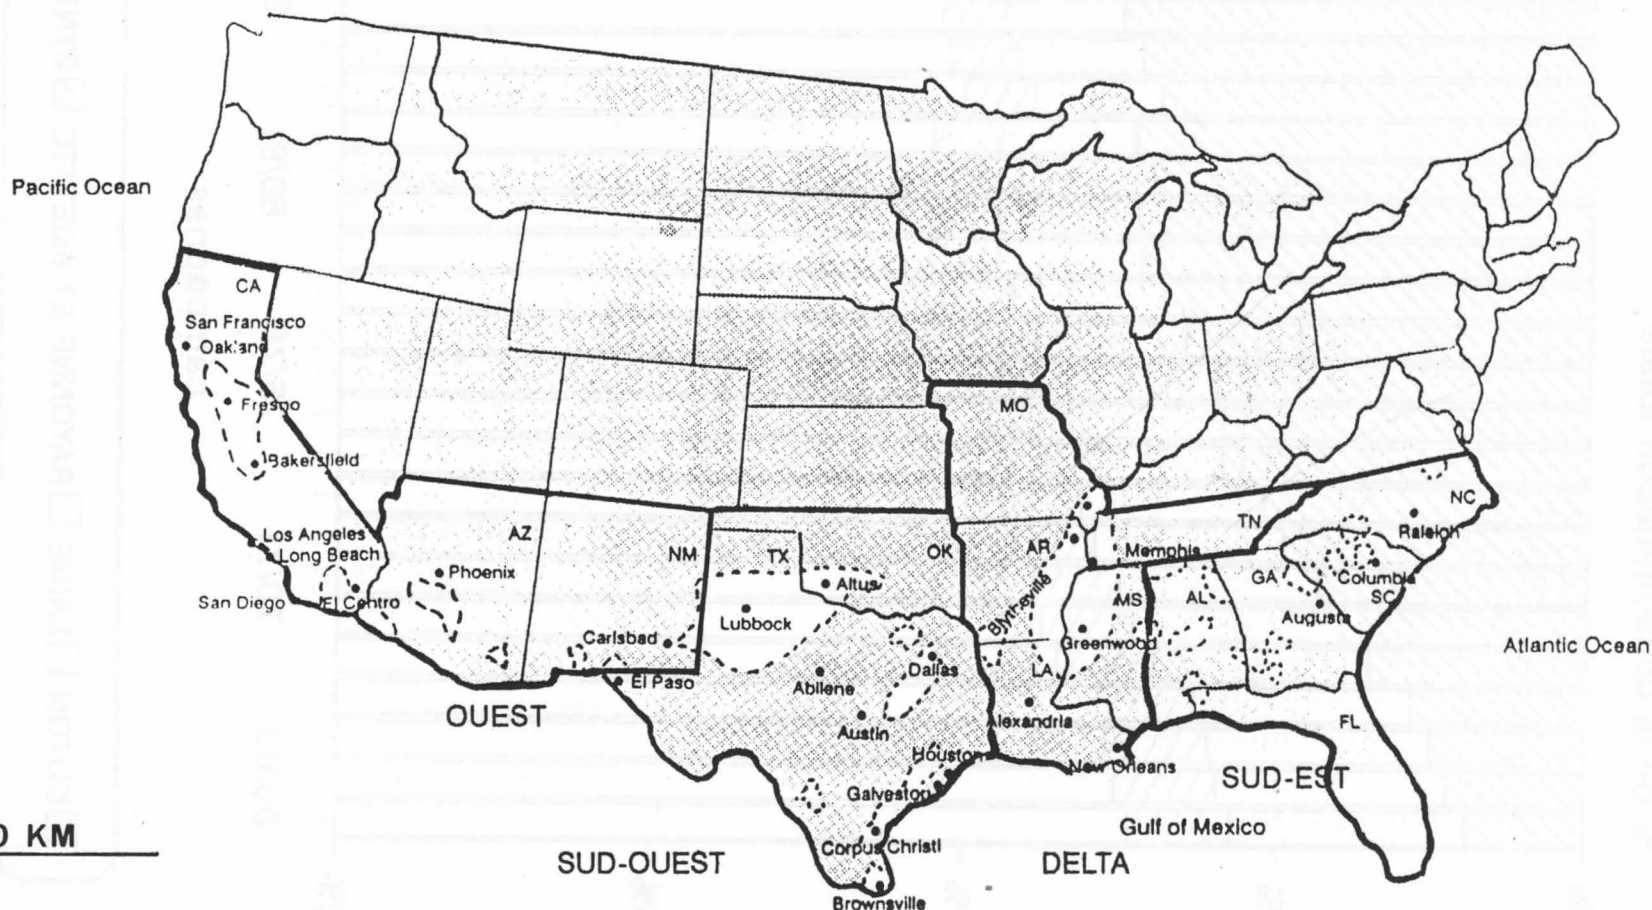 Pacific Ocean
CA
San Francisco
Oakland
Fresno
Bakersfield
Los Angeles
Long Beach
San Diego
El Centro
Phoenix
AZ
NM
TX
OK
Altus
Lubbock
Carlsbad
El Paso
Abilene
Dallas
Austin
Houston
Galveston
Corpus Christi
Brownsville
MO
AR
Blytheville
Memphis
TN
MS
Greenwood
LA
Alexandria
New Orleans
AL
GA
NC
Raleigh
Columbia
SC
Augusta
FL
Atlantic Ocean
OUEST
SUD-EST
Gulf of Mexico
KM
SUD-OUEST
DELTA